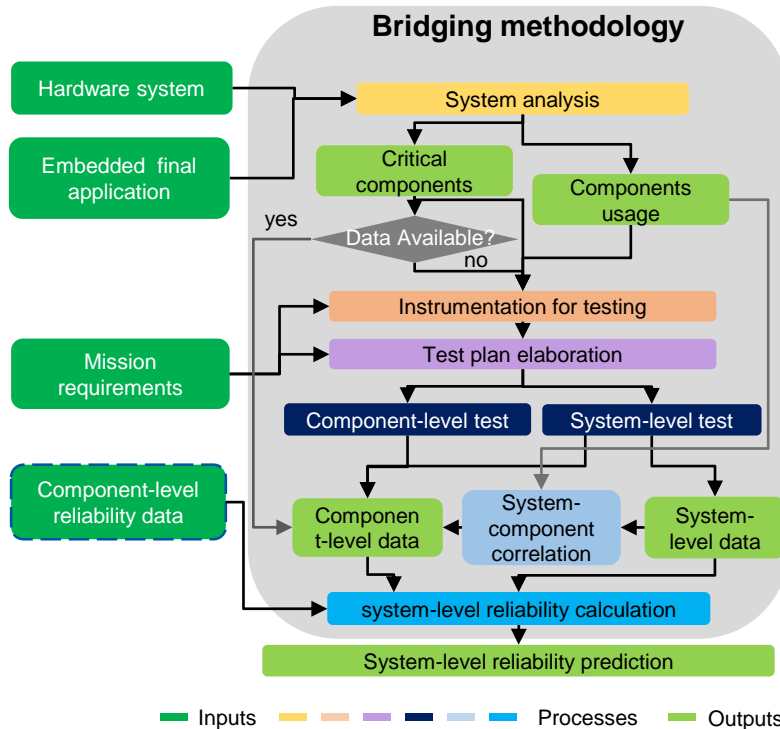 Bridging methodology
Hardware system
System analysis
Embedded final
application
Critical
components
Components
usage
yes
Data Available?
no
Instrumentation for testing
Mission
requirements
Test plan elaboration
Component-level test
System-level test
Component-level
reliability data
Componen
t-level data
System-
component
correlation
System-
level data
system-level reliability calculation
System-level reliability prediction
Inputs
Processes
Outputs